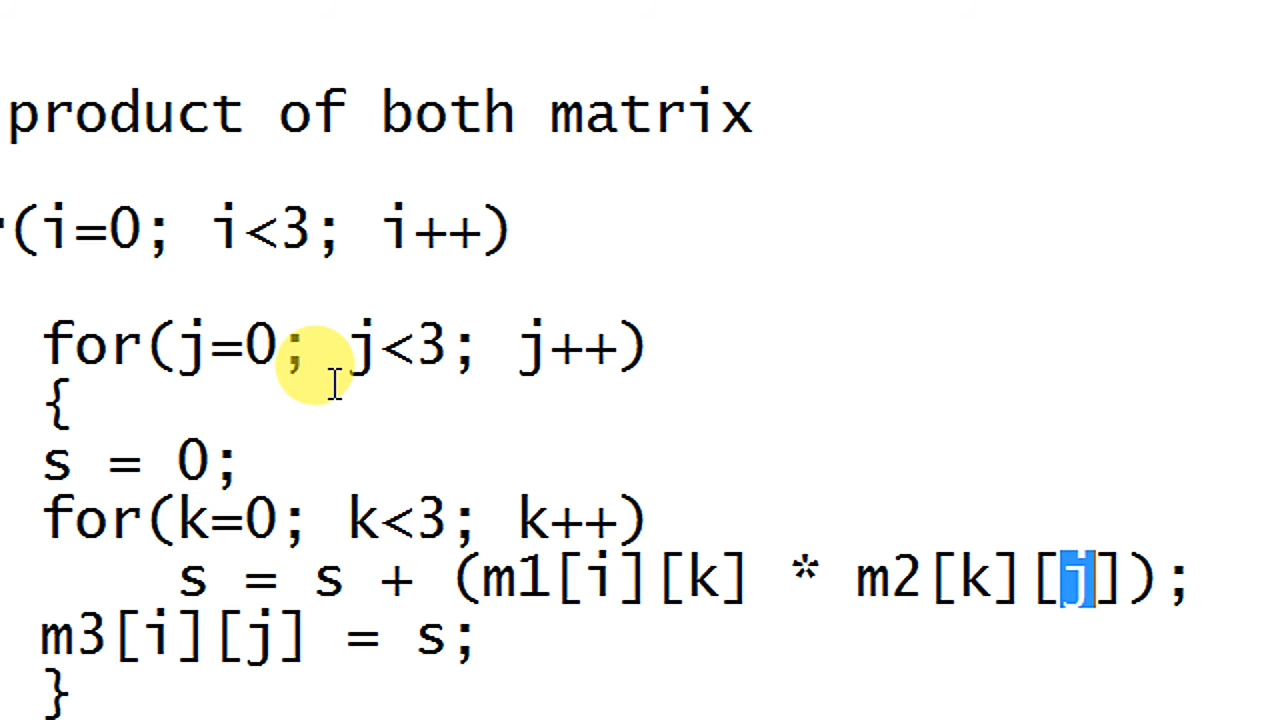 product of both matrix
r(i=0; i<3; i++)
for(j=0; j<3; j++)
{
s = 0;
for(k=0; k<3; k++)
s = s + (m1[i][k] * m2[k][j]);
m3[i][j] = s;
}